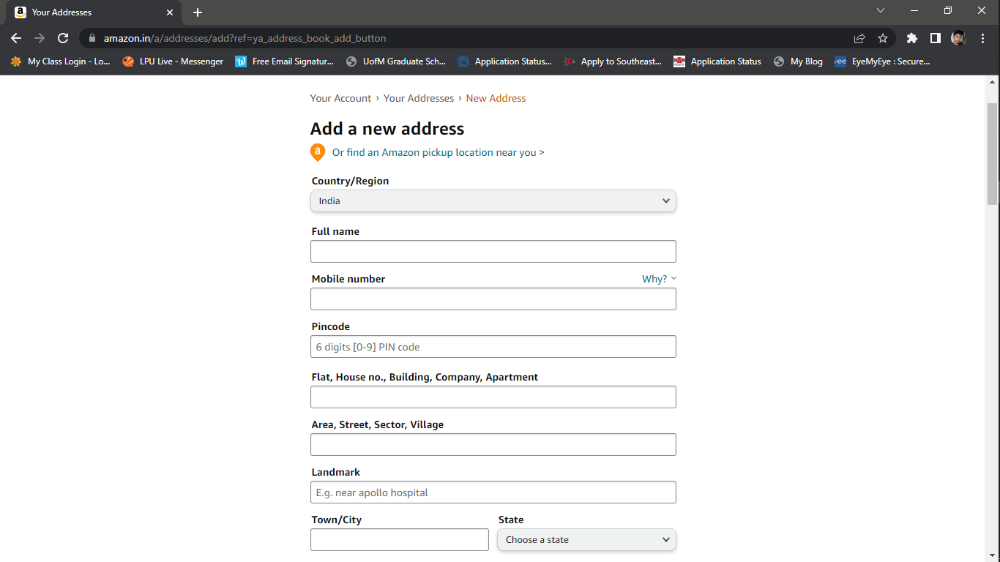 Your Addresses
amazon.in/a/addresses/add?ref=ya_address_book_add_button
My Class Login - Lo... LPU Live - Messenger Free Email Signatur... UofM Graduate Sch... Application Status... Apply to Southeast... Application Status My Blog EyeMyEye : Secure...
Your Account › Your Addresses › New Address
Add a new address
Or find an Amazon pickup location near you >
Country/Region
India
Full name
Mobile number Why?
Pincode
6 digits [0-9] PIN code
Flat, House no., Building, Company, Apartment
Area, Street, Sector, Village
Landmark
E.g. near apollo hospital
Town/City State
Choose a state